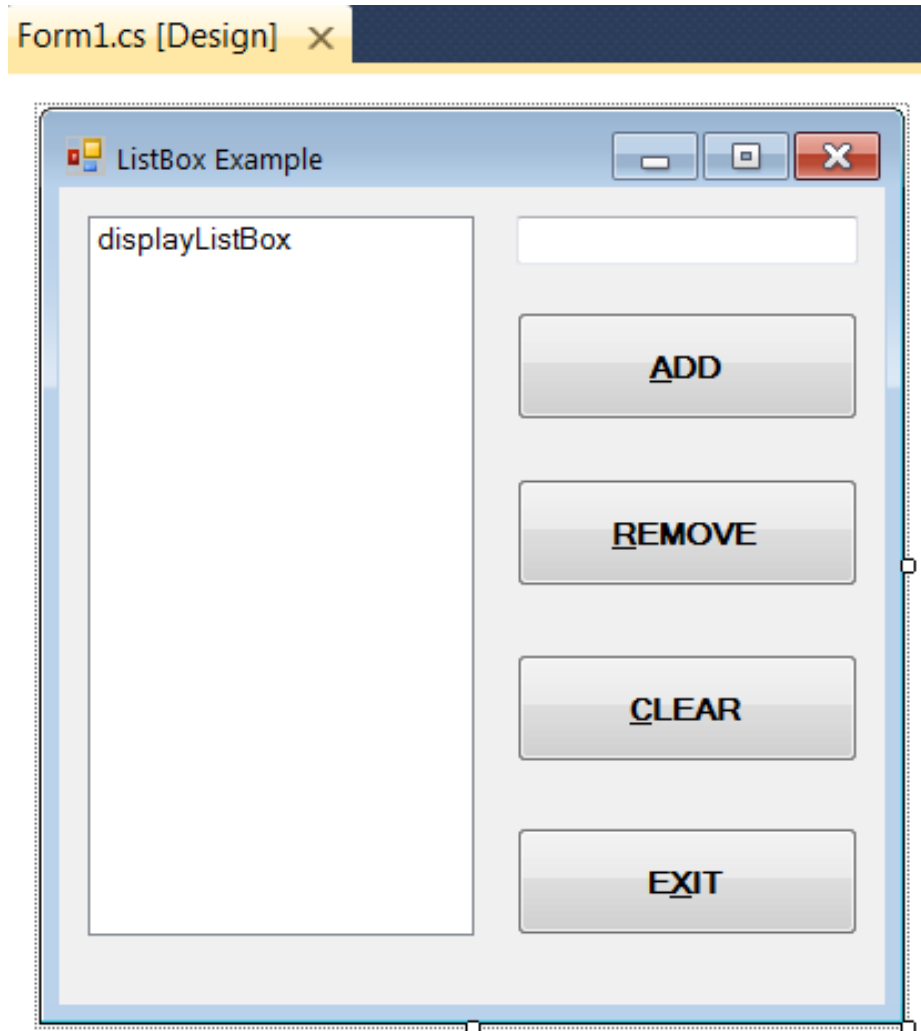 Form1.cs [Design]
ListBox Example
displayListBox
ADD
REMOVE
CLEAR
EXIT